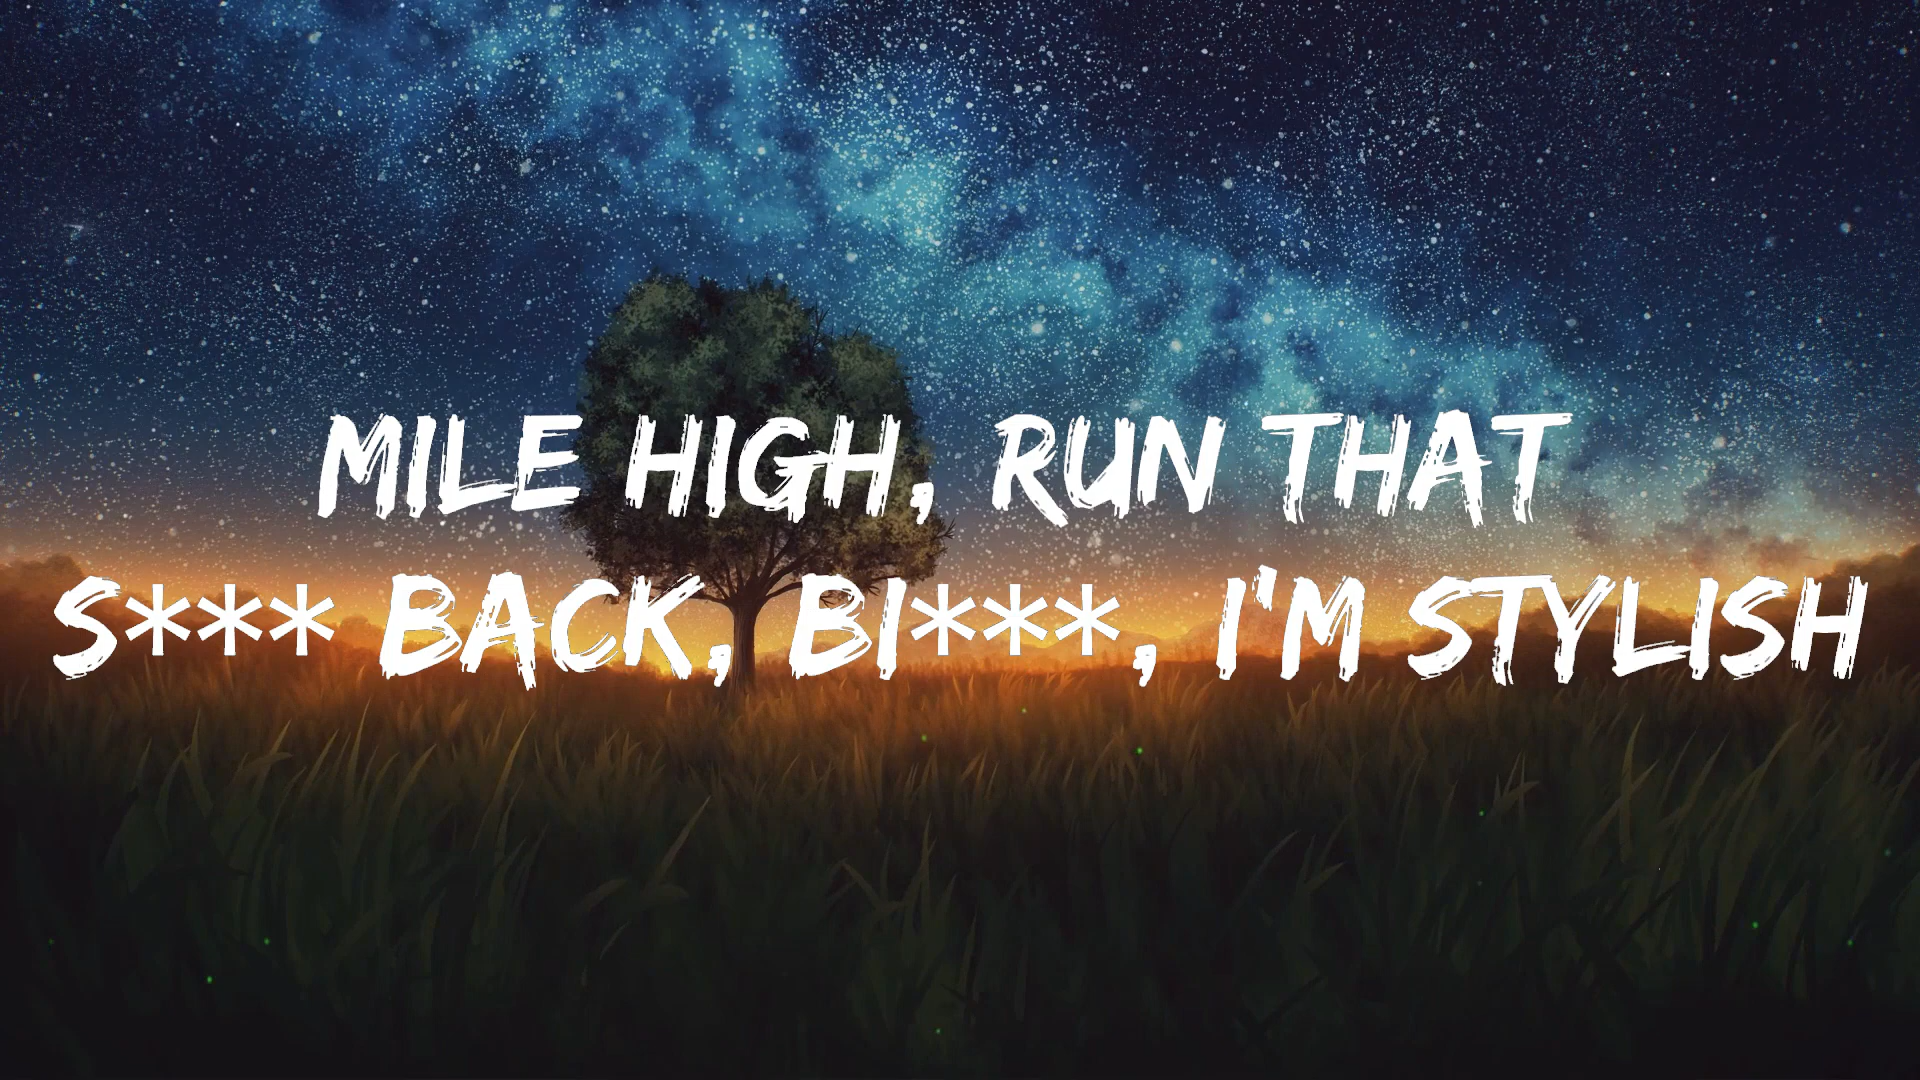 MILE HIGH, RUN THAT
S*** BACK, BI***, I'M STYLISH